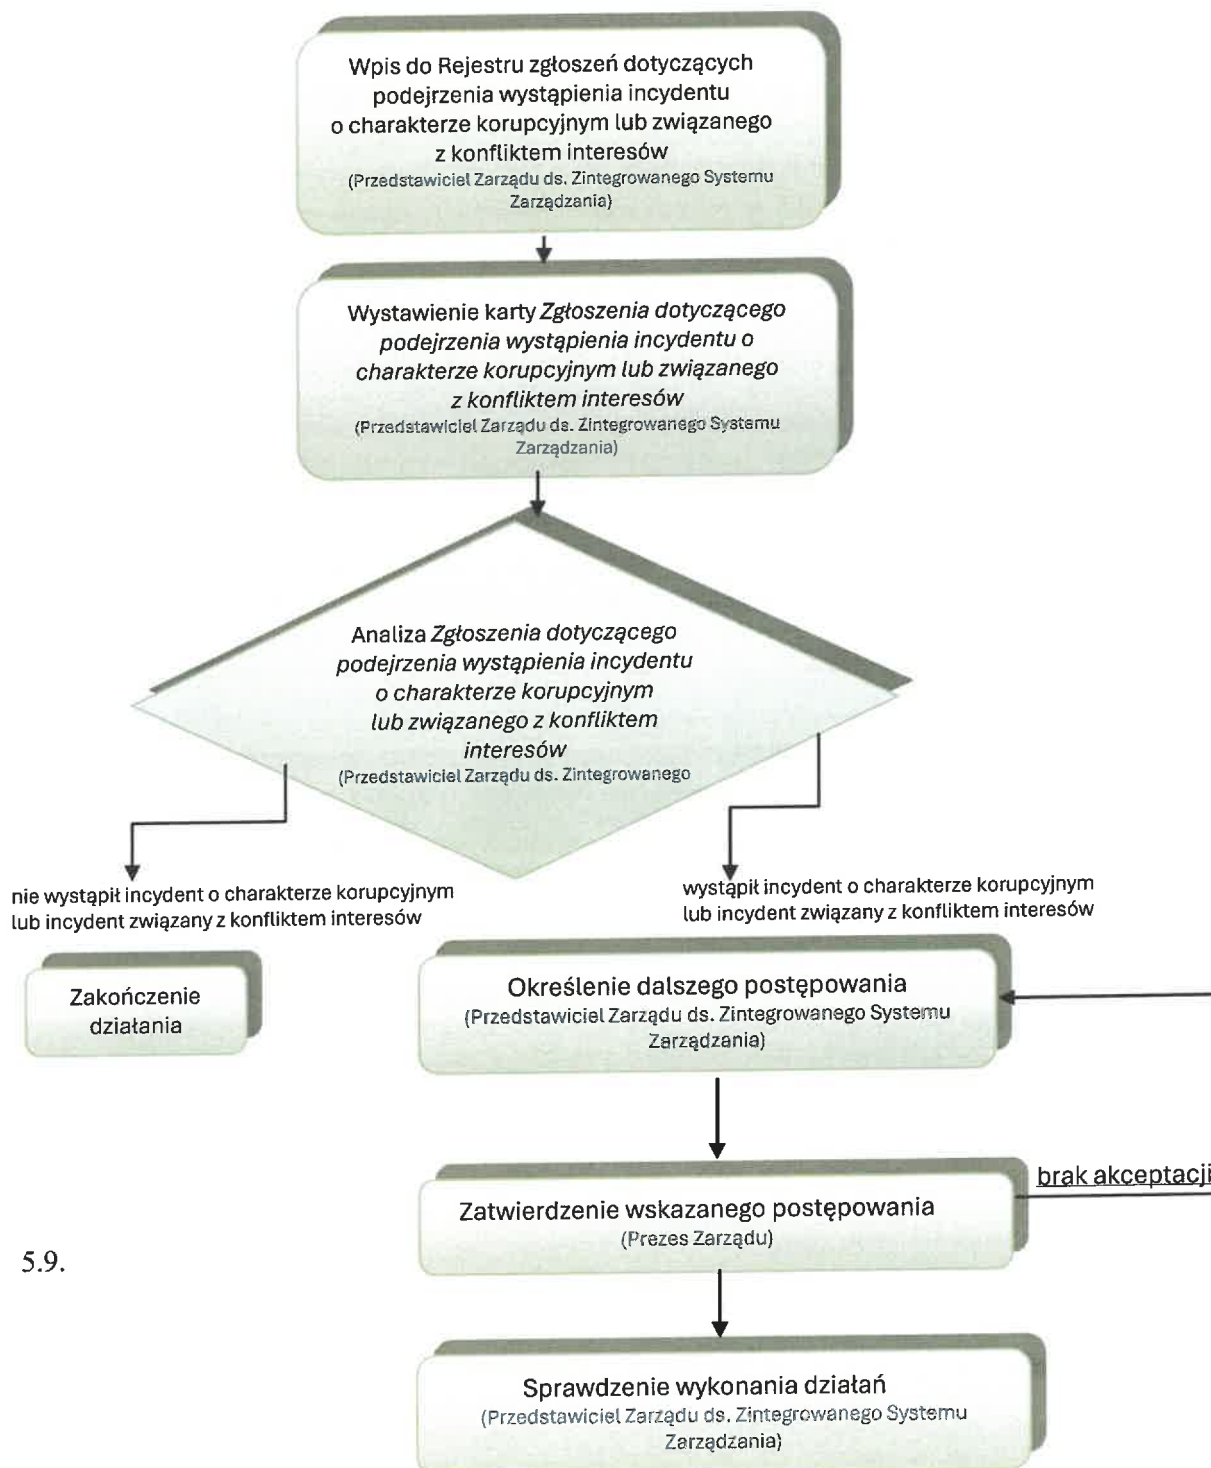 Wpis do Rejestru zgłoszeń dotyczących
podejrzenia wystąpienia incydentu
o charakterze korupcyjnym lub związanego
z konfliktem interesów
(Przedstawiciel Zarządu ds. Zintegrowanego Systemu
Zarządzania)
Wystawienie karty Zgłoszenia dotyczącego
podejrzenia wystąpienia incydentu o
charakterze korupcyjnym lub związanego
z konfliktem interesów
(Przedstawiciel Zarządu ds. Zintegrowanego Systemu
Zarządzania)
Analiza Zgłoszenia dotyczącego
podejrzenia wystąpienia incydentu
o charakterze korupcyjnym
lub związanego z konfliktem
interesów
(Przedstawiciel Zarządu ds. Zintegrowanego
nie wystąpił incydent o charakterze korupcyjnym
lub incydent związany z konfliktem interesów
wystąpił incydent o charakterze korupcyjnym
lub incydent związany z konfliktem interesów
Zakończenie
działania
Określenie dalszego postępowania
(Przedstawiciel Zarządu ds. Zintegrowanego Systemu
Zarządzania)
brak akceptacji
Zatwierdzenie wskazanego postępowania
(Prezes Zarządu)
5.9.
Sprawdzenie wykonania działań
(Przedstawiciel Zarządu ds. Zintegrowanego Systemu
Zarządzania)